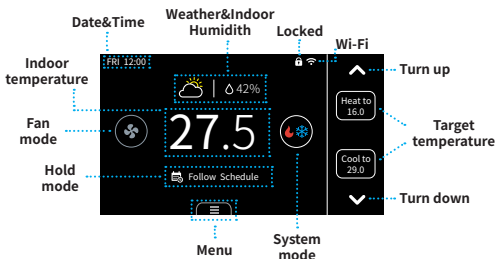 Date&Time
Weather&Indoor
Humidith
Locked
Wi-Fi
Indoor
temperature
Fan
mode
Hold
mode
FRI 12:00
42%
27.5
Follow Schedule
Heat to
16.0
Cool to
29.0
Turn up
Target
temperature
Turn down
Menu
System
mode